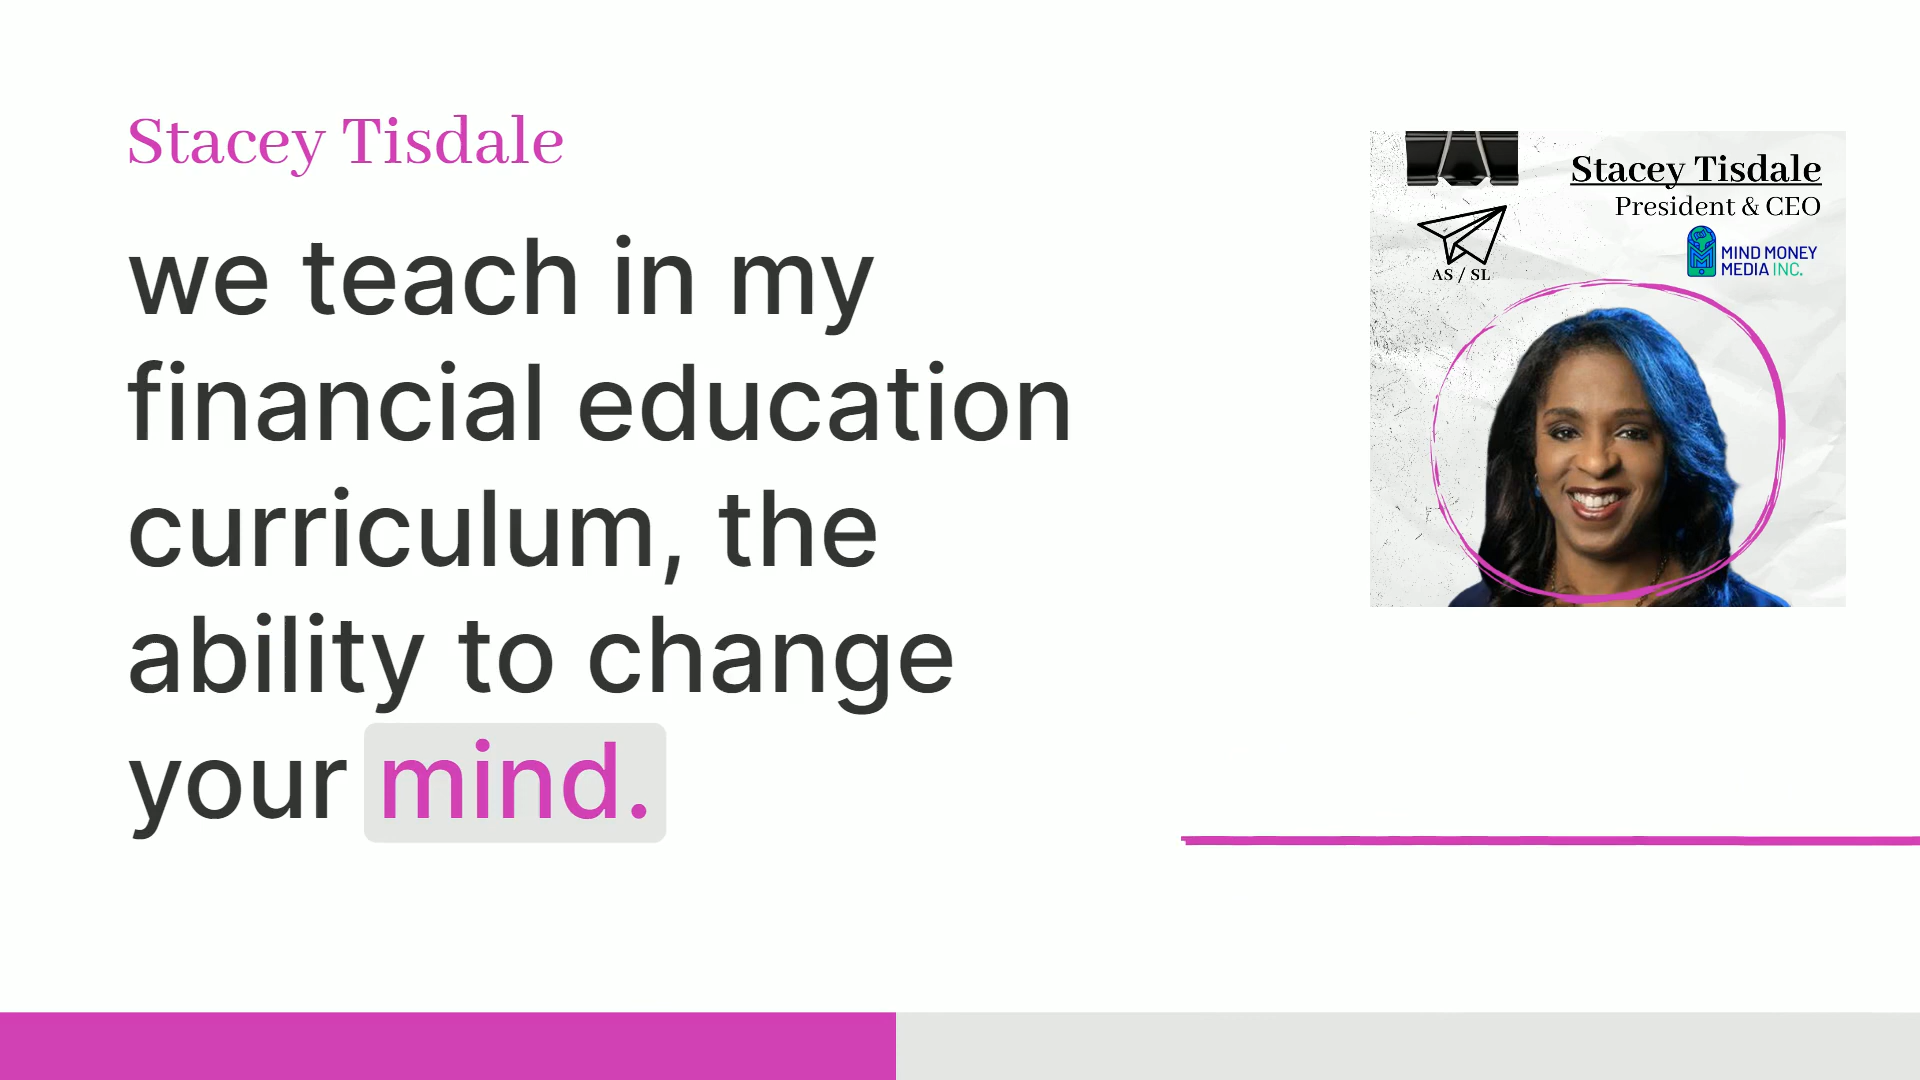 Stacey Tisdale
we teach in my
financial education
curriculum, the
ability to change
your mind.
Stacey Tisdale
President & CEO
MIND MONEY
MEDIA INC.
AS / SL